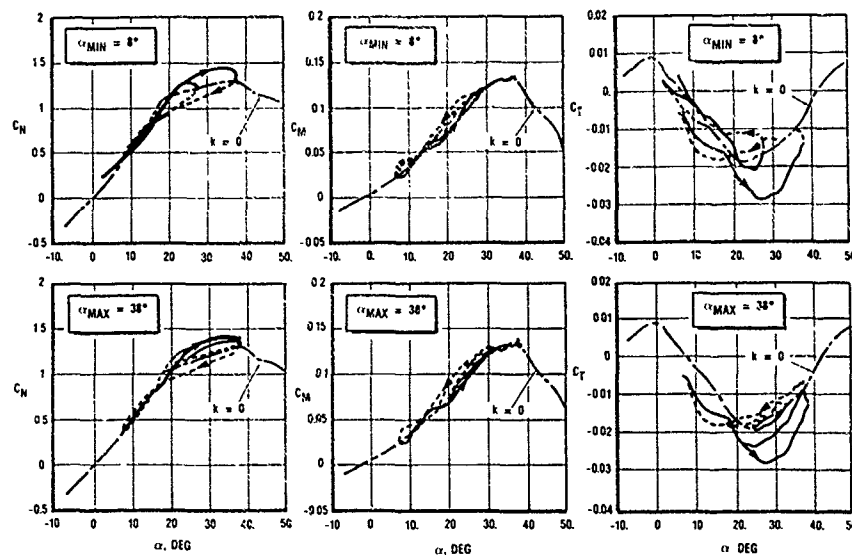 2
1.5
1
C_N
0.5
0
-0.5
α_MIN = 8°
k = 0
-10. 0 10. 20. 30. 40. 50.
0.2
0.15
0.1
C_M
0.05
0
-0.05
α_MIN = 8°
k = 0
-10. 0 10. 20. 30. 40. 50.
0.02
0.01
0.
C_T
-0.01
-0.02
-0.03
-0.04
α_MIN = 8°
k = 0
-10. 0 10. 20. 30. 40. 50.
2
1.5
1
C_N
0.5
0
-0.5
α_MAX = 38°
k = 0
-10. 0 10. 20. 30. 40. 50.
α, DEG
0.2
0.15
0.1
C_M
0.05
0
α_MAX = 38°
k = 0
-10. 0 10. 20. 30. 40. 50.
α, DEG
0.02
0.01
0
C_T
-0.01
-0.02
-0.03
-0.04
α_MAX = 38°
k = 0
-10. 0 10. 20. 30. 40. 50.
α, DEG